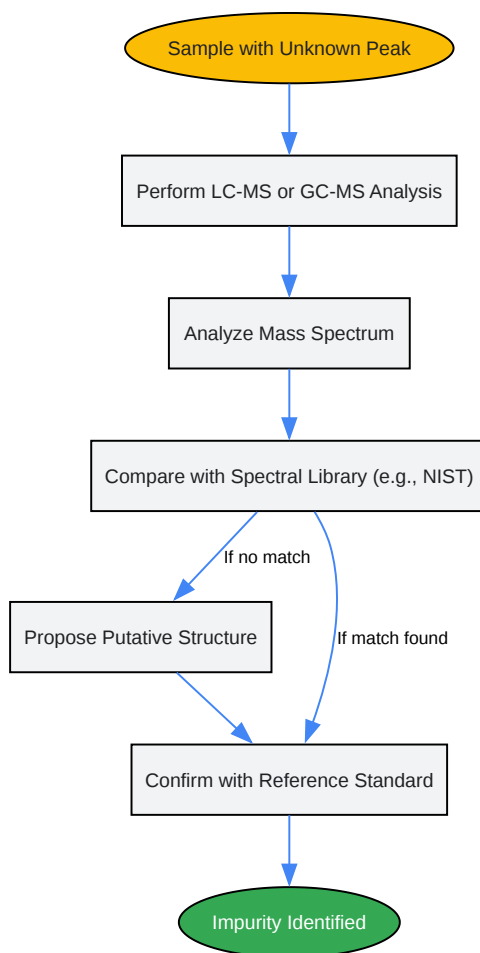 Sample with Unknown Peak
Perform LC-MS or GC-MS Analysis
Analyze Mass Spectrum
Compare with Spectral Library (e.g., NIST)
If no match
Propose Putative Structure
If match found
Confirm with Reference Standard
Impurity Identified